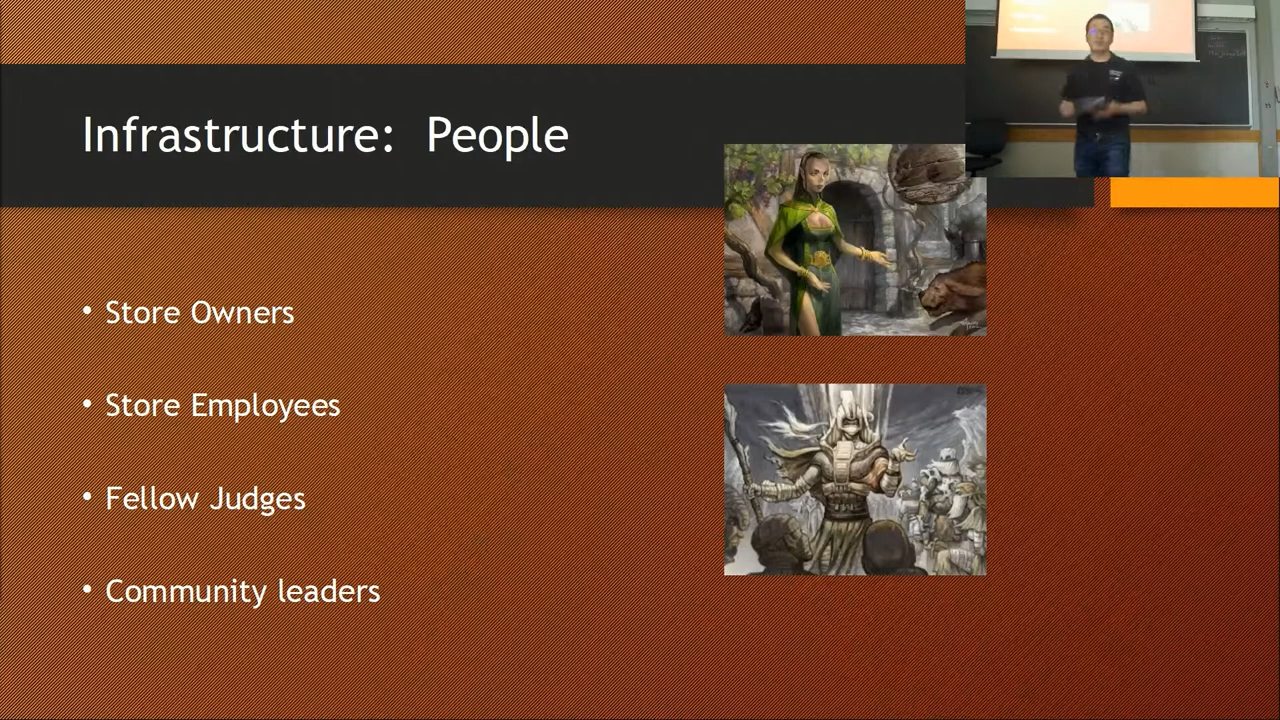 Infrastructure: People
• Store Owners
• Store Employees
• Fellow Judges
• Community leaders